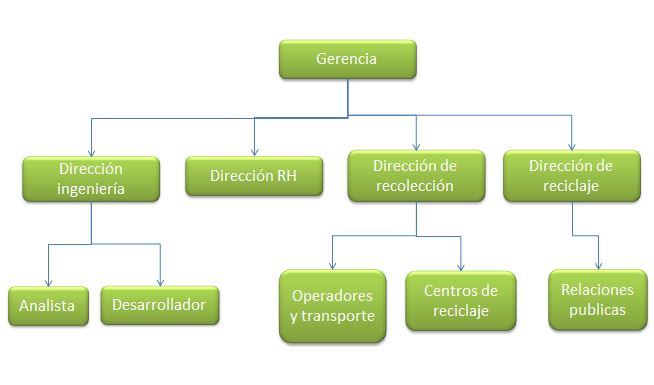 Gerencia
Dirección
ingeniería
Dirección RH
Dirección de
recolección
Dirección de
reciclaje
Analista
Desarrollador
Operadores
y transporte
Centros de
reciclaje
Relaciones
publicas